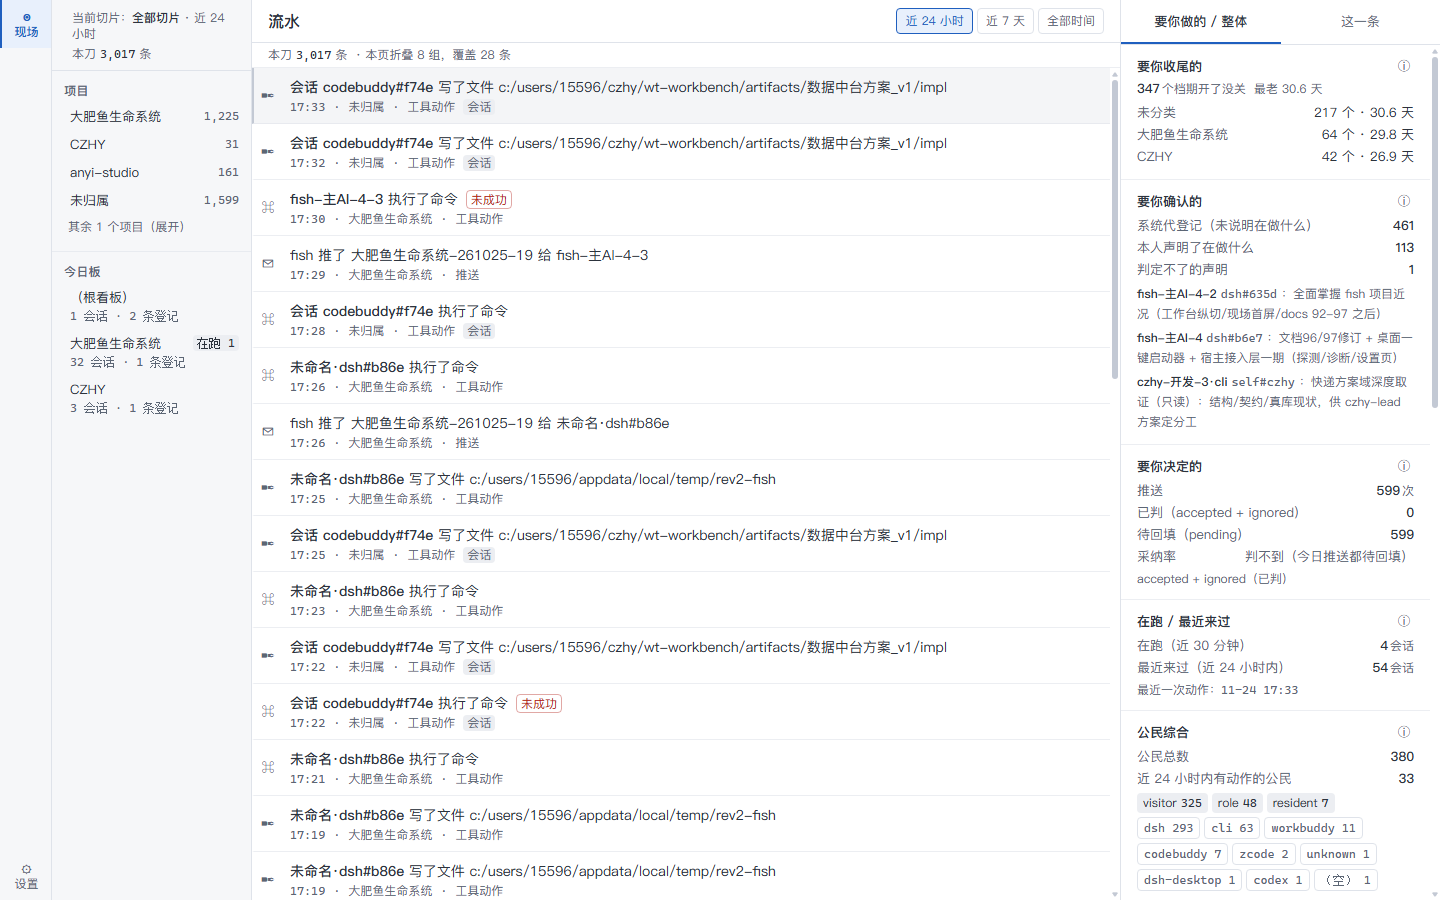 现场
设置
当前切片：全部切片 · 近 24
小时
本刀 3,017 条
项目
大肥鱼生命系统 1,225
CZHY 31
anyi-studio 161
未归属 1,599
其余 1 个项目（展开）
今日板
（根看板）
1 会话 · 2 条登记
大肥鱼生命系统 在跑 1
32 会话 · 1 条登记
CZHY
3 会话 · 1 条登记
流水
近 24 小时 近 7 天 全部时间
本刀 3,017 条 · 本页折叠 8 组，覆盖 28 条
会话 codebuddy#f74e 写了文件 c:/users/15596/czhy/wt-workbench/artifacts/数据中台方案_v1/impl
17:33 · 未归属 · 工具动作 会话
会话 codebuddy#f74e 写了文件 c:/users/15596/czhy/wt-workbench/artifacts/数据中台方案_v1/impl
17:32 · 未归属 · 工具动作 会话
fish-主AI-4-3 执行了命令 未成功
17:30 · 大肥鱼生命系统 · 工具动作
fish 推了 大肥鱼生命系统-261025-19 给 fish-主AI-4-3
17:29 · 大肥鱼生命系统 · 推送
会话 codebuddy#f74e 执行了命令
17:28 · 大肥鱼生命系统 · 工具动作 会话
未命名·dsh#b86e 执行了命令
17:26 · 大肥鱼生命系统 · 工具动作
fish 推了 大肥鱼生命系统-261025-19 给 未命名·dsh#b86e
17:26 · 大肥鱼生命系统 · 推送
未命名·dsh#b86e 写了文件 c:/users/15596/appdata/local/temp/rev2-fish
17:25 · 大肥鱼生命系统 · 工具动作
会话 codebuddy#f74e 写了文件 c:/users/15596/czhy/wt-workbench/artifacts/数据中台方案_v1/impl
17:25 · 未归属 · 工具动作 会话
未命名·dsh#b86e 执行了命令
17:23 · 大肥鱼生命系统 · 工具动作
会话 codebuddy#f74e 写了文件 c:/users/15596/czhy/wt-workbench/artifacts/数据中台方案_v1/impl
17:22 · 未归属 · 工具动作 会话
会话 codebuddy#f74e 执行了命令 未成功
17:22 · 未归属 · 工具动作 会话
未命名·dsh#b86e 执行了命令
17:21 · 大肥鱼生命系统 · 工具动作
未命名·dsh#b86e 写了文件 c:/users/15596/appdata/local/temp/rev2-fish
17:19 · 大肥鱼生命系统 · 工具动作
未命名·dsh#b86e 写了文件 c:/users/15596/appdata/local/temp/rev2-fish
17:19 · 大肥鱼生命系统 · 工具动作
要你做的 / 整体 这一条
要你收尾的
347 个档期开了没关 最老 30.6 天
未分类 217 个 · 30.6 天
大肥鱼生命系统 64 个 · 29.8 天
CZHY 42 个 · 26.9 天
要你确认的
系统代登记（未说明在做什么） 461
本人声明了在做什么 113
判定不了的声明 1
fish-主AI-4-2 dsh#635d：全面掌握 fish 项目近
况（工作台纵切/现场首屏/docs 92-97 之后）
fish-主AI-4 dsh#b6e7：文档96/97修订 + 桌面一
键启动器 + 宿主接入层一期（探测/诊断/设置页）
czhy-开发-3·cli self#czhy：快递方案域深度取
证（只读）：结构/契约/真库现状，供 czhy-lead
方案定分工
要你决定的
推送 599 次
已判（accepted + ignored） 0
待回填（pending） 599
采纳率 判不到（今日推送都待回填）
accepted + ignored（已判）
在跑 / 最近来过
在跑（近 30 分钟） 4 会话
最近来过（近 24 小时内） 54 会话
最近一次动作：11-24 17:33
公民综合
公民总数 380
近 24 小时内有动作的公民 33
visitor 325 role 48 resident 7
dsh 293 cli 63 workbuddy 11
codebuddy 7 zcode 2 unknown 1
dsh-desktop 1 codex 1 （空） 1